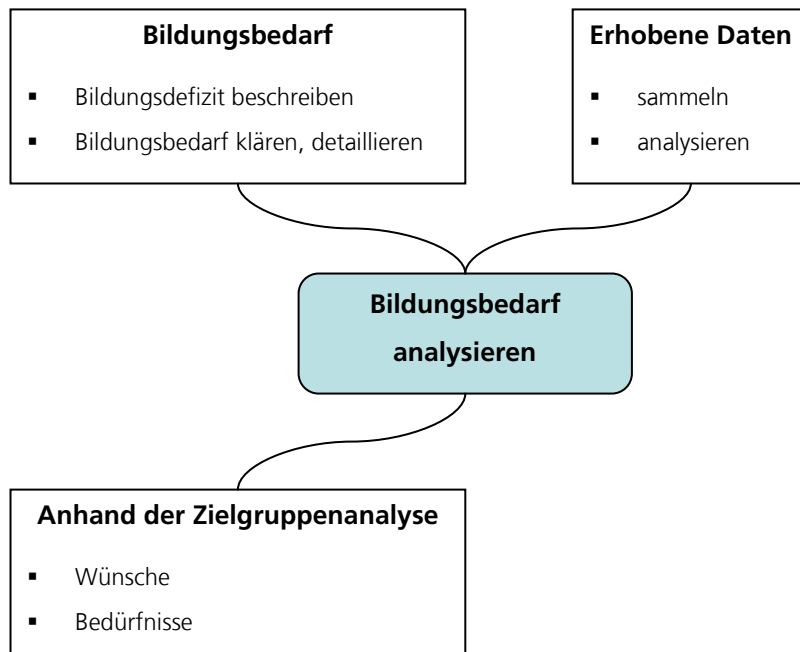 Bildungsbedarf
▪ Bildungsdefizit beschreiben
▪ Bildungsbedarf klären, detaillieren
Erhobene Daten
▪ sammeln
▪ analysieren
Bildungsbedarf
analysieren
Anhand der Zielgruppenanalyse
▪ Wünsche
▪ Bedürfnisse